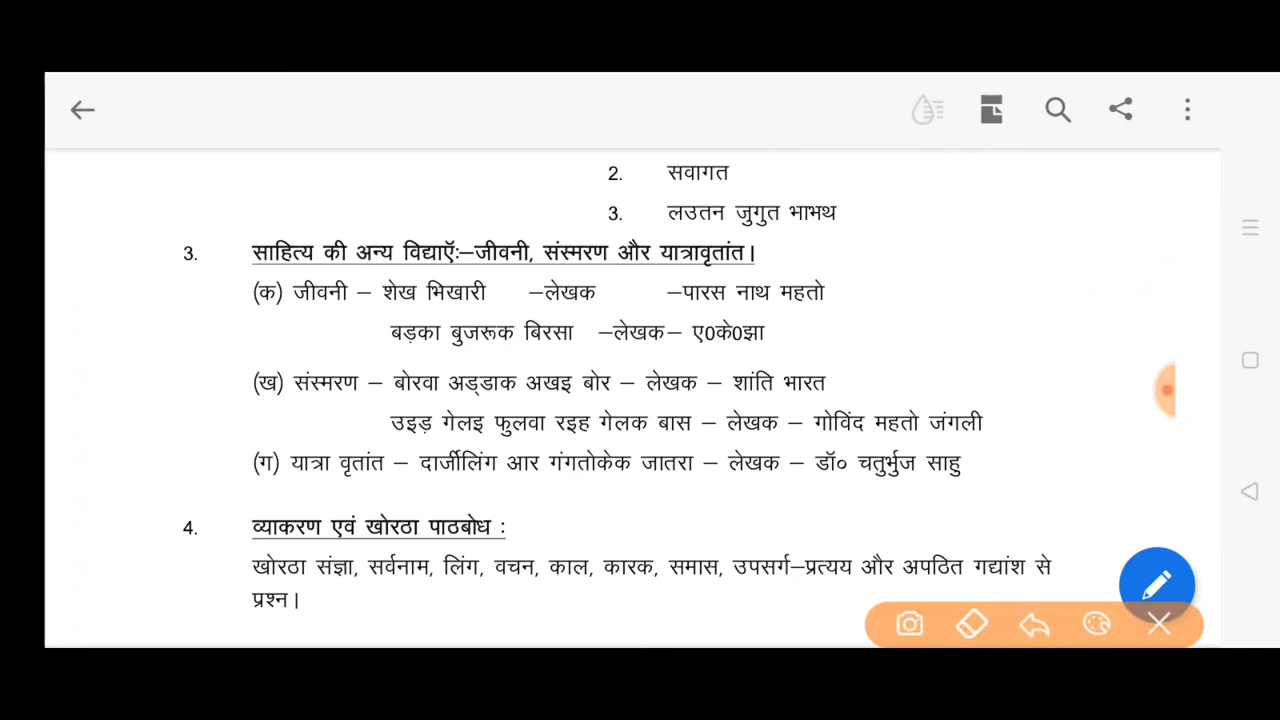 2. सवागत
3. लउतन जुगुत भाभथ
3. साहित्य की अन्य विद्याएँः–जीवनी, संस्मरण और यात्रावृतांत।
(क) जीवनी – शेख भिखारी –लेखक –पारस नाथ महतो
बड़का बुजरूक बिरसा –लेखक– ए0के0झा
(ख) संस्मरण – बोरवा अड्डाक अखइ बोर – लेखक – शांति भारत
उइड़ गेलइ फुलवा रइह गेलक बास – लेखक – गोविंद महतो जंगली
(ग) यात्रा वृतांत – दार्जीलिंग आर गंगतोकेक जातरा – लेखक – डॉ० चतुर्भुज साहु
4. व्याकरण एवं खोरठा पाठबोध :
खोरठा संज्ञा, सर्वनाम, लिंग, वचन, काल, कारक, समास, उपसर्ग–प्रत्यय और अपठित गद्यांश से
प्रश्न।